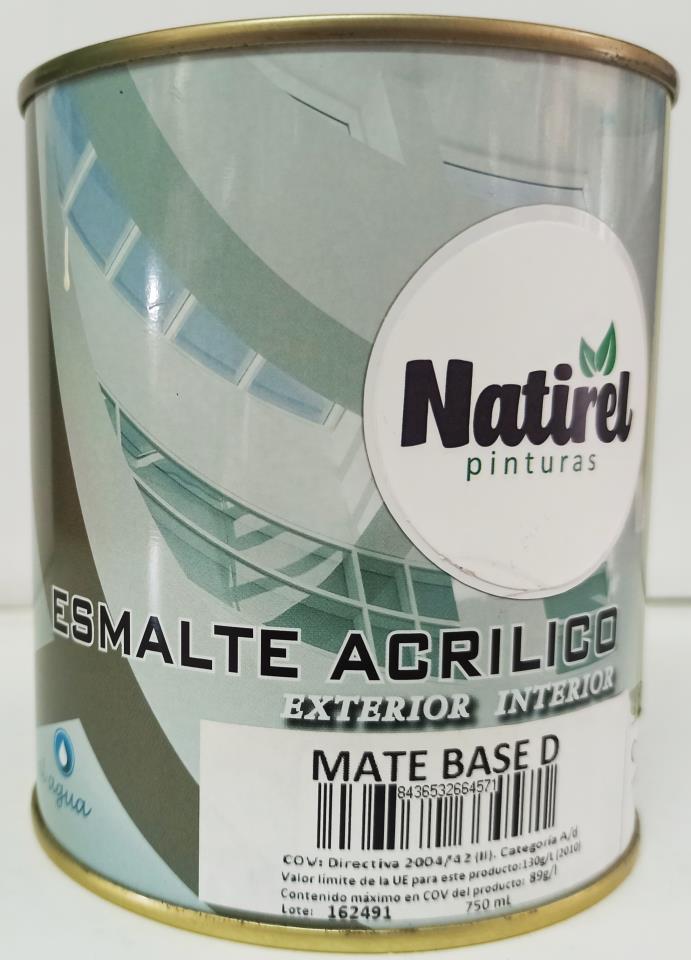 Natirel
pinturas
ESMALTE ACRILICO
EXTERIOR INTERIOR
MATE BASE D
8436532664571
COV: Directiva 2004/42 (II). Categoría A/d
Valor límite de la UE para este producto:130g/L (2010)
Contenido máximo en COV del producto: 89g/l
Lote: 162491 750 mL
agua